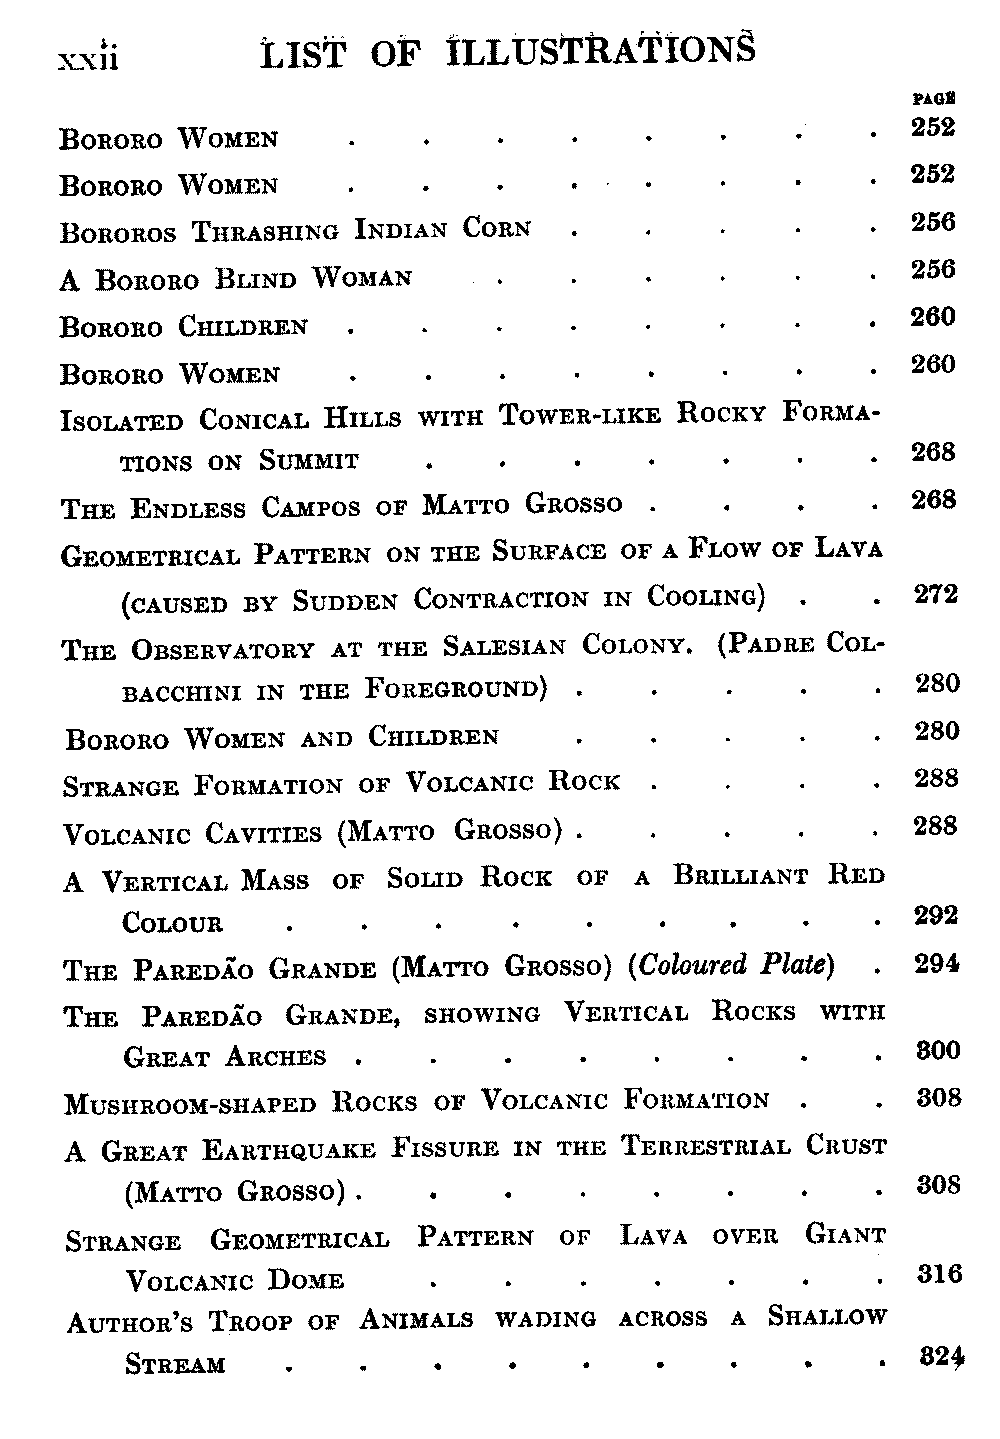 xxii LIST OF ILLUSTRATIONS
PAGE
Bororo Women . . . . . . . . 252
Bororo Women . . . . . . . . 252
Bororos Thrashing Indian Corn . . . . . 256
A Bororo Blind Woman . . . . . . 256
Bororo Children . . . . . . . . 260
Bororo Women . . . . . . . . 260
Isolated Conical Hills with Tower-like Rocky Forma-
tions on Summit . . . . . . . 268
The Endless Campos of Matto Grosso . . . . 268
Geometrical Pattern on the Surface of a Flow of Lava
(caused by Sudden Contraction in Cooling) . . 272
The Observatory at the Salesian Colony. (Padre Col-
bacchini in the Foreground) . . . . . 280
Bororo Women and Children . . . . . 280
Strange Formation of Volcanic Rock . . . . 288
Volcanic Cavities (Matto Grosso) . . . . . 288
A Vertical Mass of Solid Rock of a Brilliant Red
Colour . . . . . . . . . 292
The Paredão Grande (Matto Grosso) (Coloured Plate) . 294
The Paredão Grande, showing Vertical Rocks with
Great Arches . . . . . . . . 300
Mushroom-shaped Rocks of Volcanic Formation . . 308
A Great Earthquake Fissure in the Terrestrial Crust
(Matto Grosso) . . . . . . . . 308
Strange Geometrical Pattern of Lava over Giant
Volcanic Dome . . . . . . . 316
Author's Troop of Animals wading across a Shallow
Stream . . . . . . . . . 324